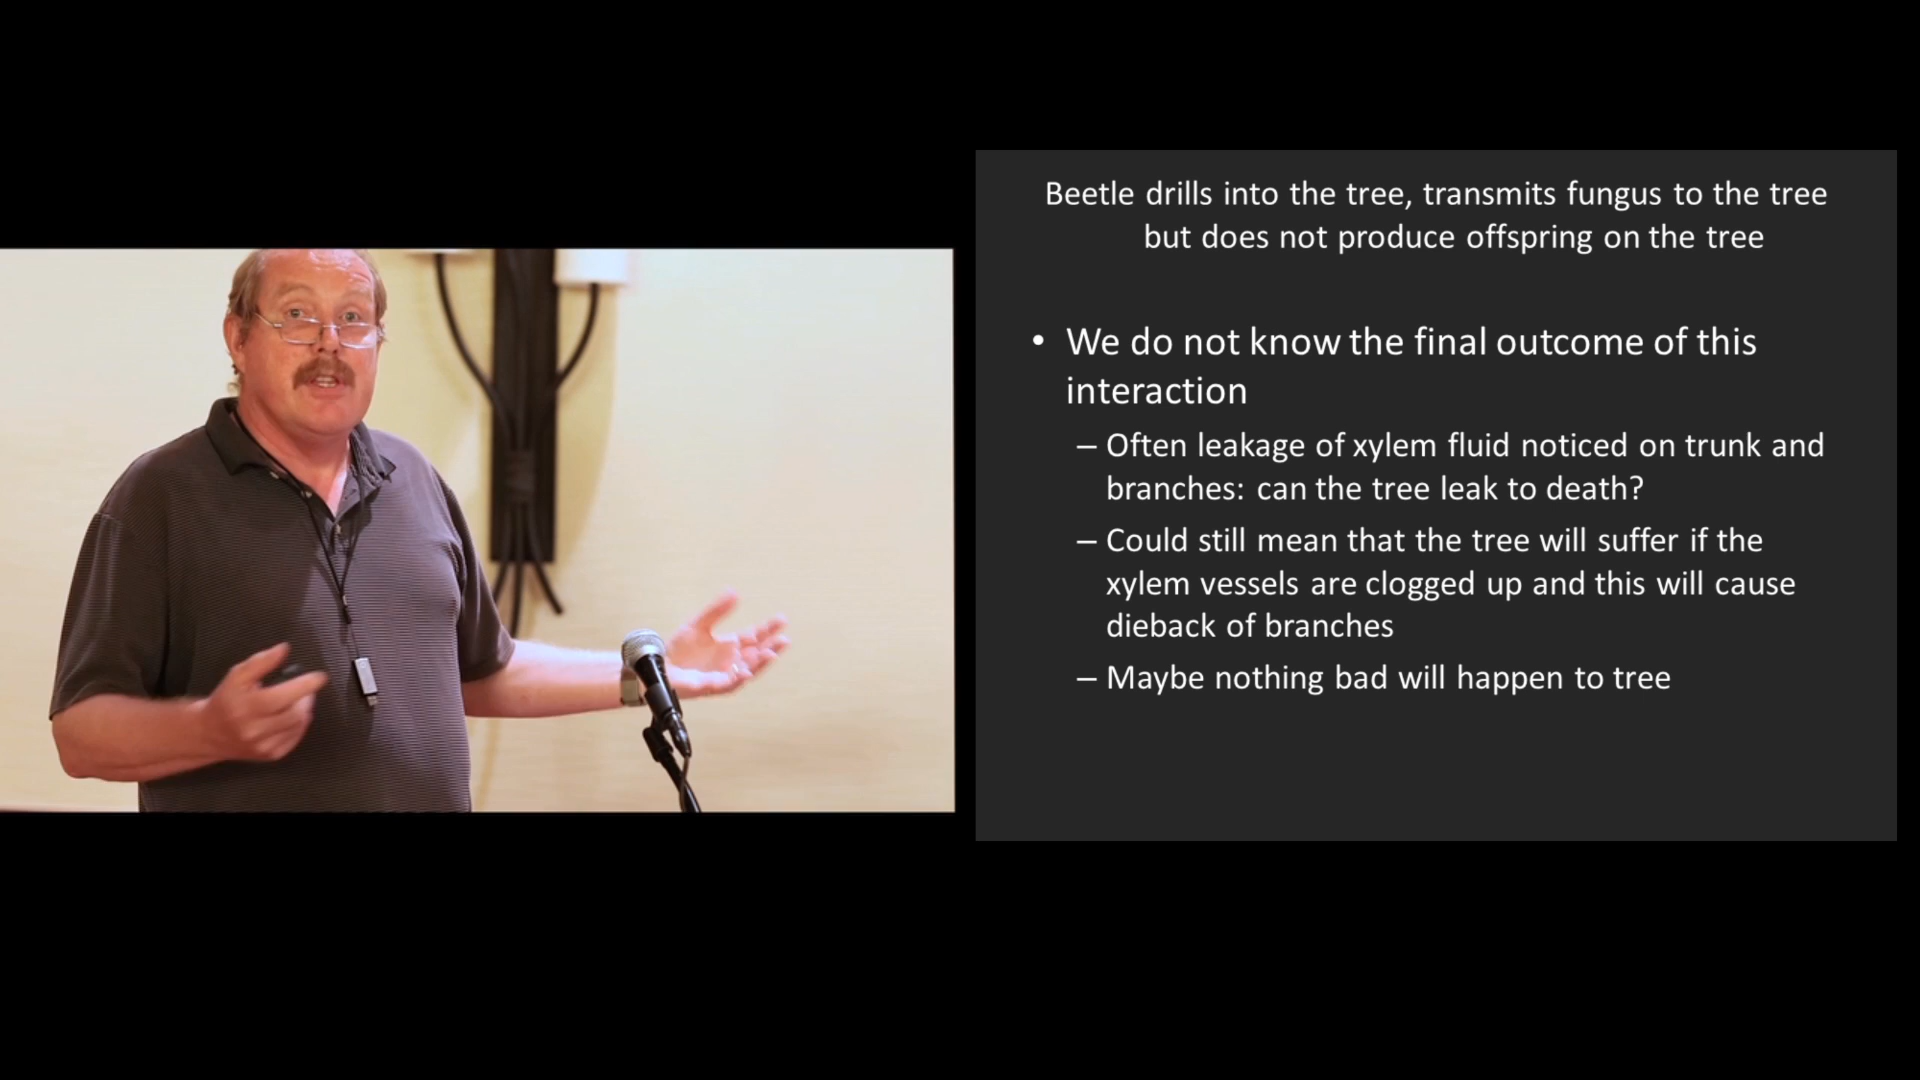 Beetle drills into the tree, transmits fungus to the tree
but does not produce offspring on the tree
• We do not know the final outcome of this
interaction
– Often leakage of xylem fluid noticed on trunk and
branches: can the tree leak to death?
– Could still mean that the tree will suffer if the
xylem vessels are clogged up and this will cause
dieback of branches
– Maybe nothing bad will happen to tree